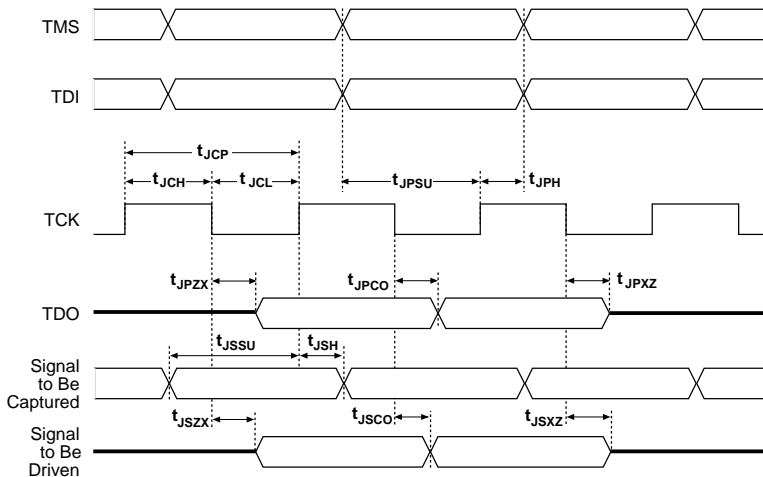 TMS
TDI
tJCP
tJCH
tJCL
tJPSU
tJPH
TCK
tJPZX
tJPCO
tJPXZ
TDO
tJSSU
tJSH
Signal
to Be
Captured
tJSZX
tJSCO
tJSXZ
Signal
to Be
Driven